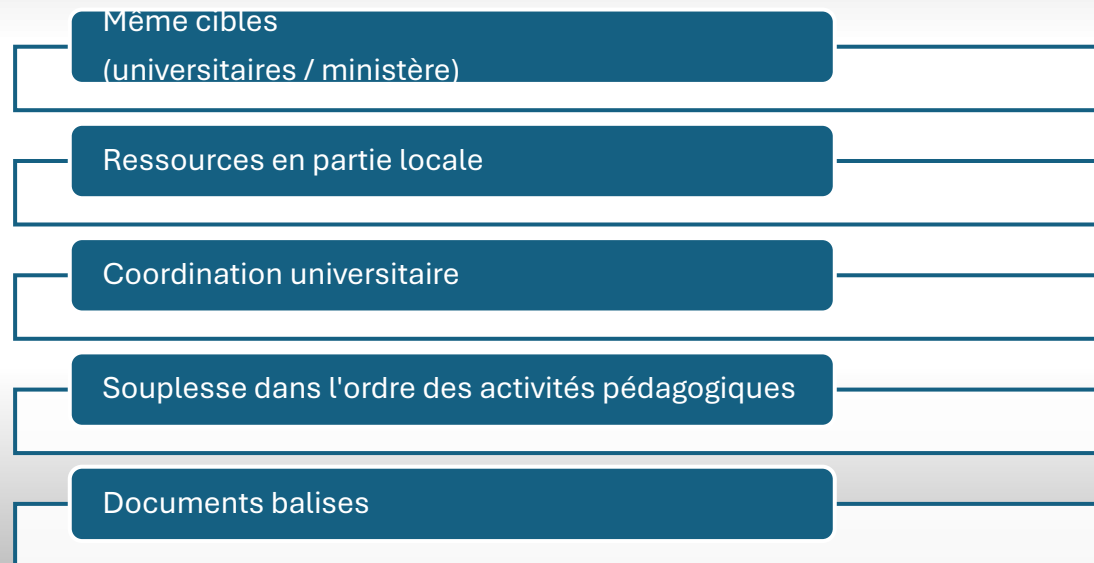 Même cibles
(universitaires / ministère)
Ressources en partie locale
Coordination universitaire
Souplesse dans l'ordre des activités pédagogiques
Documents balises